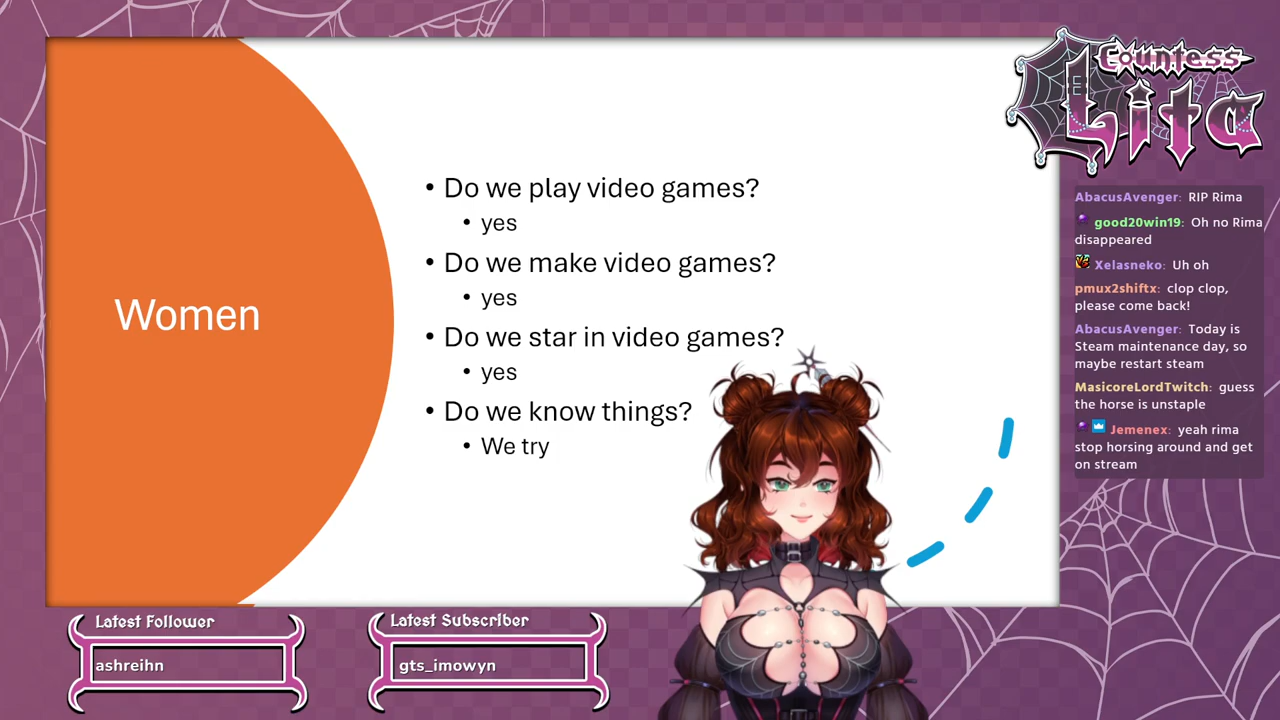 Women
• Do we play video games?
• yes
• Do we make video games?
• yes
• Do we star in video games?
• yes
• Do we know things?
• We try
Countess
Lita
AbacusAvenger: RIP Rima
good20win19: Oh no Rima
disappeared
Xelasneko: Uh oh
pmux2shiftx: clop clop,
please come back!
AbacusAvenger: Today is
Steam maintenance day, so
maybe restart steam
MasicoreLordTwitch: guess
the horse is unstaple
Jemenex: yeah rima
stop horsing around and get
on stream
Latest Follower
ashreihn
Latest Subscriber
gts_imowyn